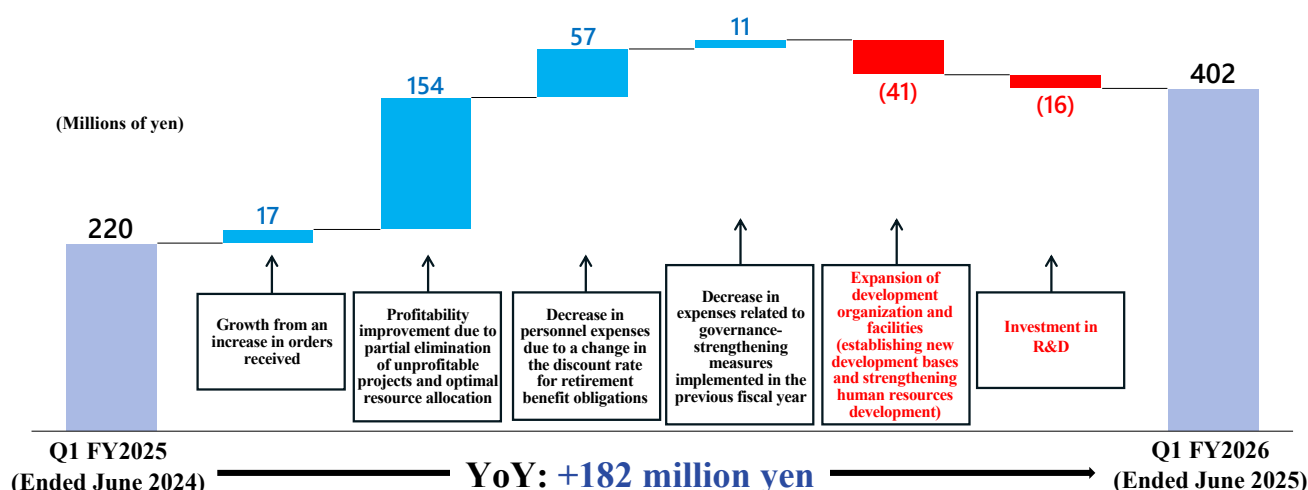 57
11
154
(41)
402
(16)
(Millions of yen)
17
220
Growth from an
increase in orders
received
Profitability
improvement due to
partial elimination
of unprofitable
projects and optimal
resource allocation
Decrease in
personnel expenses
due to a change in
the discount rate
for retirement
benefit obligations
Decrease in
expenses related to
governance-
strengthening
measures
implemented in the
previous fiscal year
Expansion of
development
organization and
facilities
(establishing new
development bases
and strengthening
human resources
development)
Investment in
R&D
Q1 FY2025
(Ended June 2024)
YoY: +182 million yen
Q1 FY2026
(Ended June 2025)